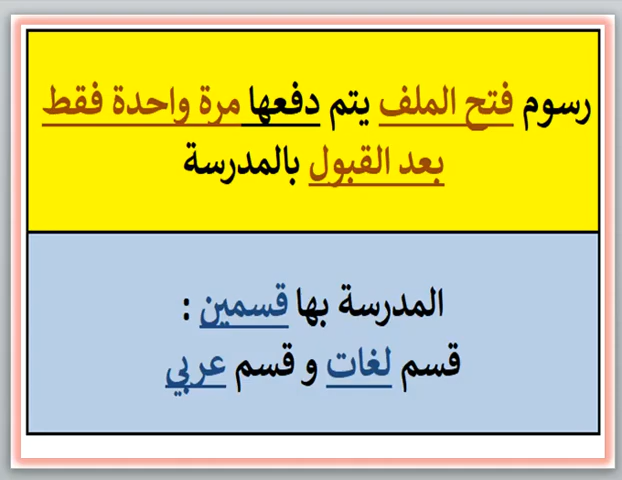 رسوم فتح الملف يتم دفعها مرة واحدة فقط
بعد القبول بالمدرسة
المدرسة بها قسمين :
قسم لغات و قسم عربي